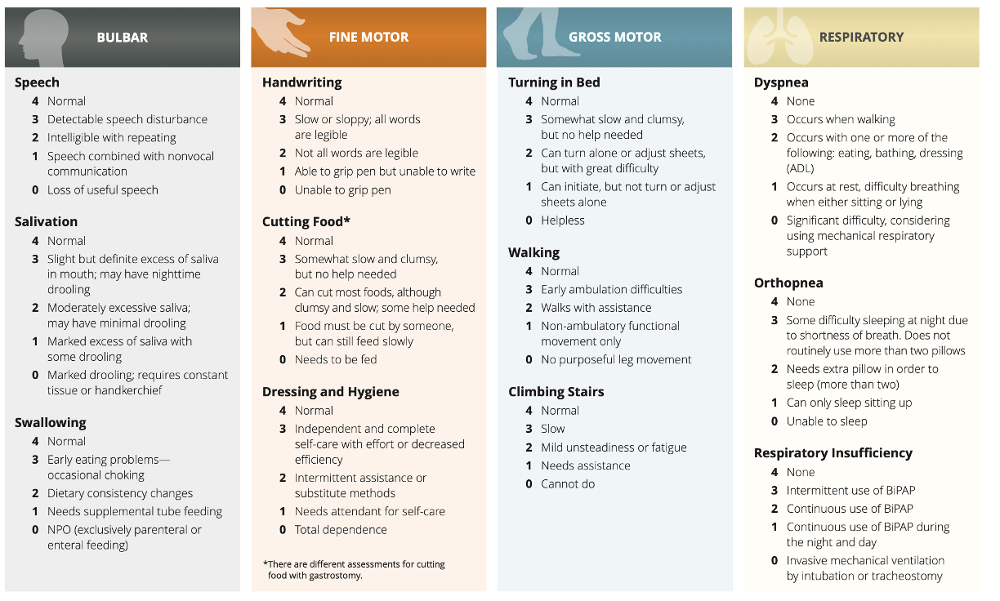 BULBAR
Speech
4 Normal
3 Detectable speech disturbance
2 Intelligible with repeating
1 Speech combined with nonvocal
communication
0 Loss of useful speech
Salivation
4 Normal
3 Slight but definite excess of saliva
in mouth; may have nighttime
drooling
2 Moderately excessive saliva;
may have minimal drooling
1 Marked excess of saliva with
some drooling
0 Marked drooling; requires constant
tissue or handkerchief
Swallowing
4 Normal
3 Early eating problems—
occasional choking
2 Dietary consistency changes
1 Needs supplemental tube feeding
0 NPO (exclusively parenteral or
enteral feeding)
FINE MOTOR
Handwriting
4 Normal
3 Slow or sloppy; all words
are legible
2 Not all words are legible
1 Able to grip pen but unable to write
0 Unable to grip pen
Cutting Food*
4 Normal
3 Somewhat slow and clumsy,
but no help needed
2 Can cut most foods, although
clumsy and slow; some help needed
1 Food must be cut by someone,
but can still feed slowly
0 Needs to be fed
Dressing and Hygiene
4 Normal
3 Independent and complete
self-care with effort or decreased
efficiency
2 Intermittent assistance or
substitute methods
1 Needs attendant for self-care
0 Total dependence
*There are different assessments for cutting
food with gastrostomy.
GROSS MOTOR
Turning in Bed
4 Normal
3 Somewhat slow and clumsy,
but no help needed
2 Can turn alone or adjust sheets,
but with great difficulty
1 Can initiate, but not turn or adjust
sheets alone
0 Helpless
Walking
4 Normal
3 Early ambulation difficulties
2 Walks with assistance
1 Non-ambulatory functional
movement only
0 No purposeful leg movement
Climbing Stairs
4 Normal
3 Slow
2 Mild unsteadiness or fatigue
1 Needs assistance
0 Cannot do
RESPIRATORY
Dyspnea
4 None
3 Occurs when walking
2 Occurs with one or more of the
following: eating, bathing, dressing
(ADL)
1 Occurs at rest, difficulty breathing
when either sitting or lying
0 Significant difficulty, considering
using mechanical respiratory
support
Orthopnea
4 None
3 Some difficulty sleeping at night due
to shortness of breath. Does not
routinely use more than two pillows
2 Needs extra pillow in order to
sleep (more than two)
1 Can only sleep sitting up
0 Unable to sleep
Respiratory Insufficiency
4 None
3 Intermittent use of BiPAP
2 Continuous use of BiPAP
1 Continuous use of BiPAP during
the night and day
0 Invasive mechanical ventilation
by intubation or tracheostomy